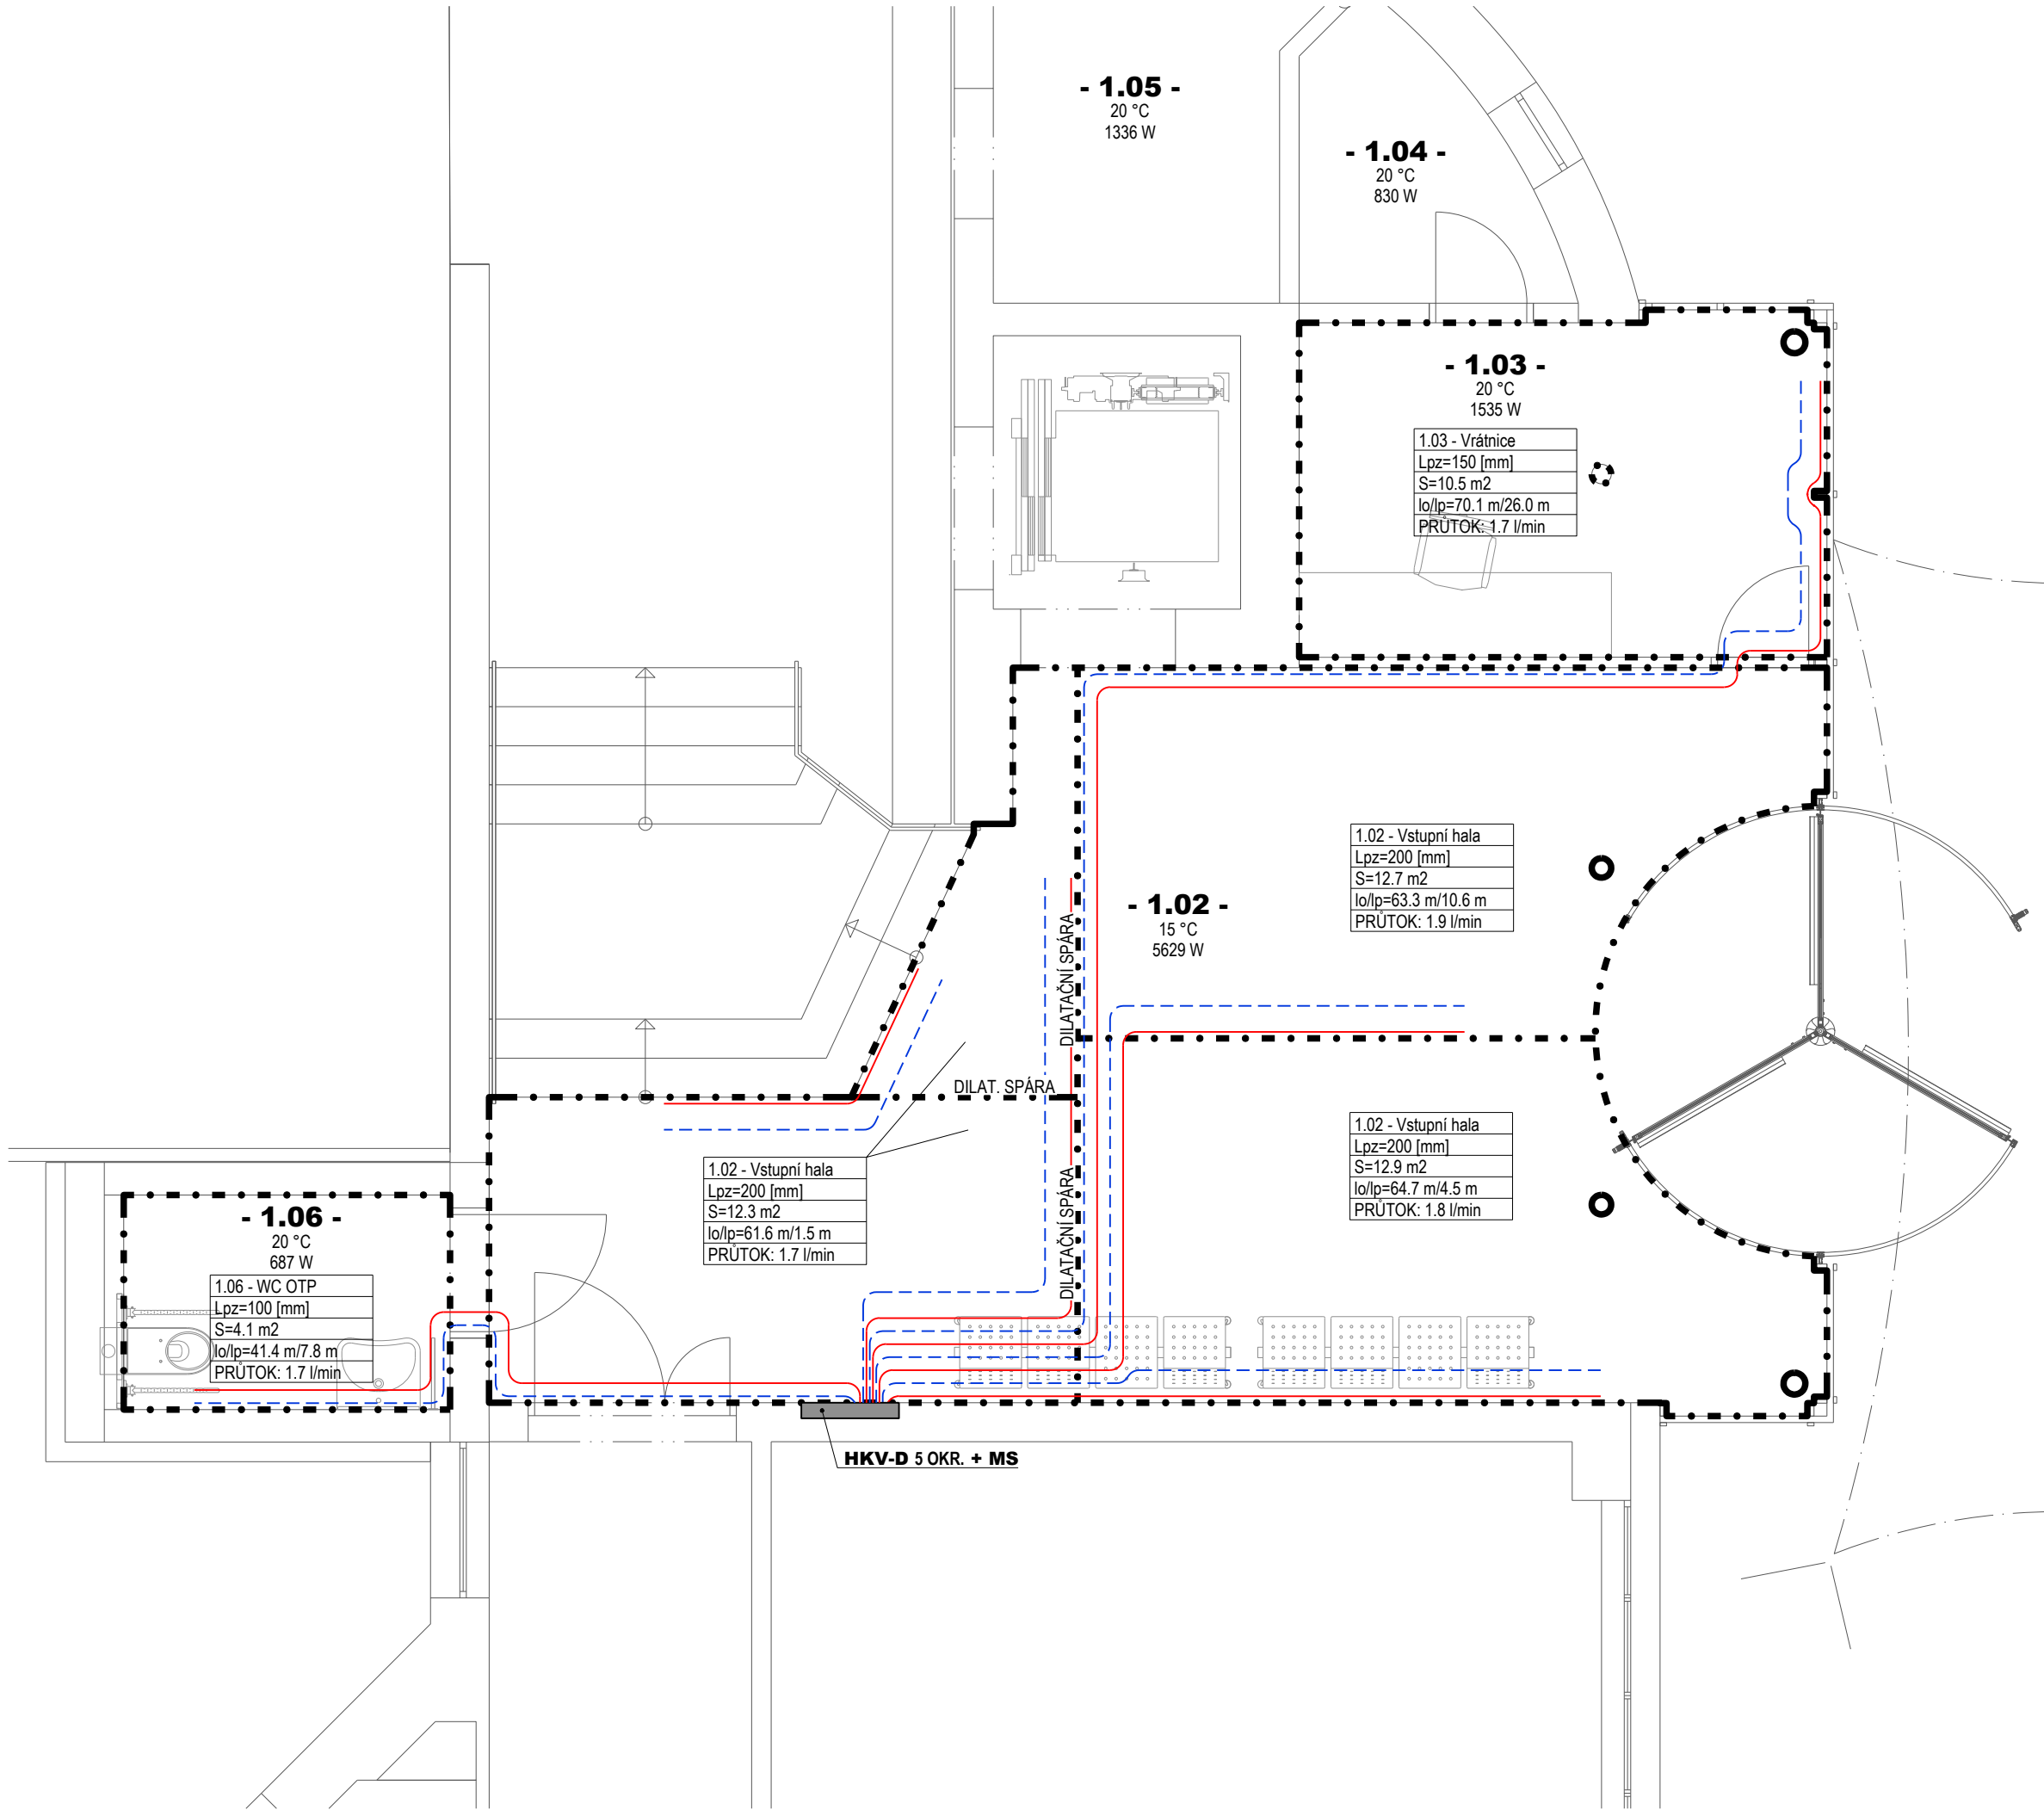 - 1.05 -
20 °C
1336 W
- 1.04 -
20 °C
830 W
- 1.03 -
20 °C
1535 W
1.03 - Vrátnice
Lpz=150 [mm]
S=10.5 m2
lo/lp=70.1 m/26.0 m
PRŮTOK: 1.7 l/min
1.02 - Vstupní hala
Lpz=200 [mm]
S=12.7 m2
lo/lp=63.3 m/10.6 m
PRŮTOK: 1.9 l/min
- 1.02 -
15 °C
5629 W
DILATAČNÍ SPÁRA
DILAT. SPÁRA
1.02 - Vstupní hala
Lpz=200 [mm]
S=12.9 m2
lo/lp=64.7 m/4.5 m
PRŮTOK: 1.8 l/min
1.02 - Vstupní hala
Lpz=200 [mm]
S=12.3 m2
lo/lp=61.6 m/1.5 m
PRŮTOK: 1.7 l/min
DILATAČNÍ SPÁRA
- 1.06 -
20 °C
687 W
1.06 - WC OTP
Lpz=100 [mm]
S=4.1 m2
lo/lp=41.4 m/7.8 m
PRŮTOK: 1.7 l/min
HKV-D 5 OKR. + MS